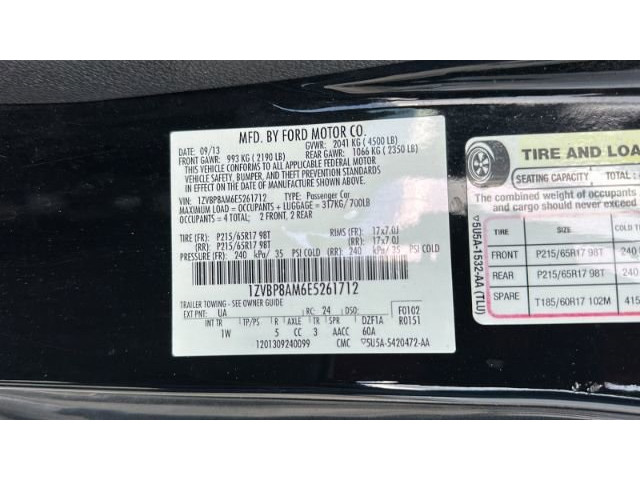 MFD. BY FORD MOTOR CO.
DATE: 09/13 GVWR: 2041 KG (4500 LB)
FRONT GAWR: 993 KG (2190 LB) REAR GAWR: 1066 KG (2350 LB)
THIS VEHICLE CONFORMS TO ALL APPLICABLE FEDERAL MOTOR
VEHICLE SAFETY, BUMPER, AND THEFT PREVENTION STANDARDS
IN EFFECT ON THE DATE OF MANUFACTURE SHOWN ABOVE.
VIN: 1ZVBP8AM6E5261712 TYPE: Passenger Car
MAXIMUM LOAD = OCCUPANTS + LUGGAGE = 317KG/700LB
OCCUPANTS = 4 TOTAL, 2 FRONT, 2 REAR
TIRE (FR): P215/65R17 98T RIMS (FR): 17x7.0J
(RR): P215/65R17 98T (RR): 17x7.0J
PRESSURE (FR): 240 kPa/ 35 PSI COLD (RR): 240 kPa/ 35 PSI COLD
1ZVBP8AM6E5261712
TRAILER TOWING - SEE OWNER GUIDE
EXT PNT: UA RC: 24 DSO: F0102
INT TR TP/PS R AXLE TR DZF1A R0151
1W 5 CC 3 AACC 60A
1201309240099 CMC 5U5A-5420472-AA
TIRE AND LOA
SEATING CAPACITY TOTAL
The combined weight of occupants
and cargo should never exceed
TIRE SIZE COLD
FRONT P215/65R17 98T 240
REAR P215/65R17 98T 240
SPARE T185/60R17 102M 415
5U5A-1532-AA (TLU)